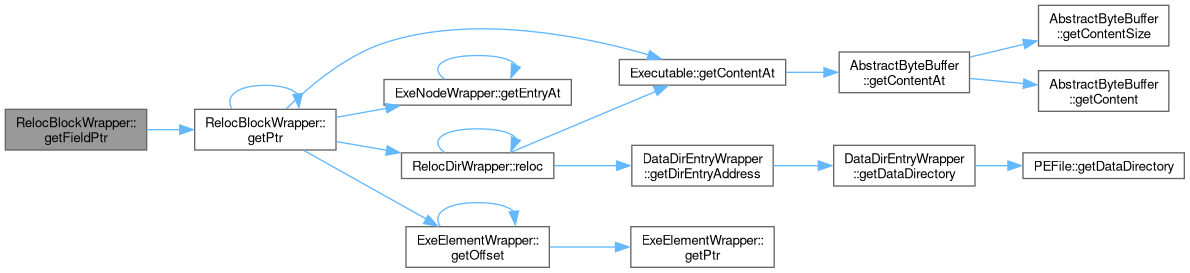 RelocBlockWrapper::
getFieldPtr
RelocBlockWrapper::
getPtr
ExeNodeWrapper::getEntryAt
RelocDirWrapper::reloc
ExeElementWrapper::
getOffset
Executable::getContentAt
DataDirEntryWrapper
::getDirEntryAddress
ExeElementWrapper::
getPtr
AbstractByteBuffer
::getContentAt
DataDirEntryWrapper
::getDataDirectory
AbstractByteBuffer
::getContentSize
AbstractByteBuffer
::getContent
PEFile::getDataDirectory